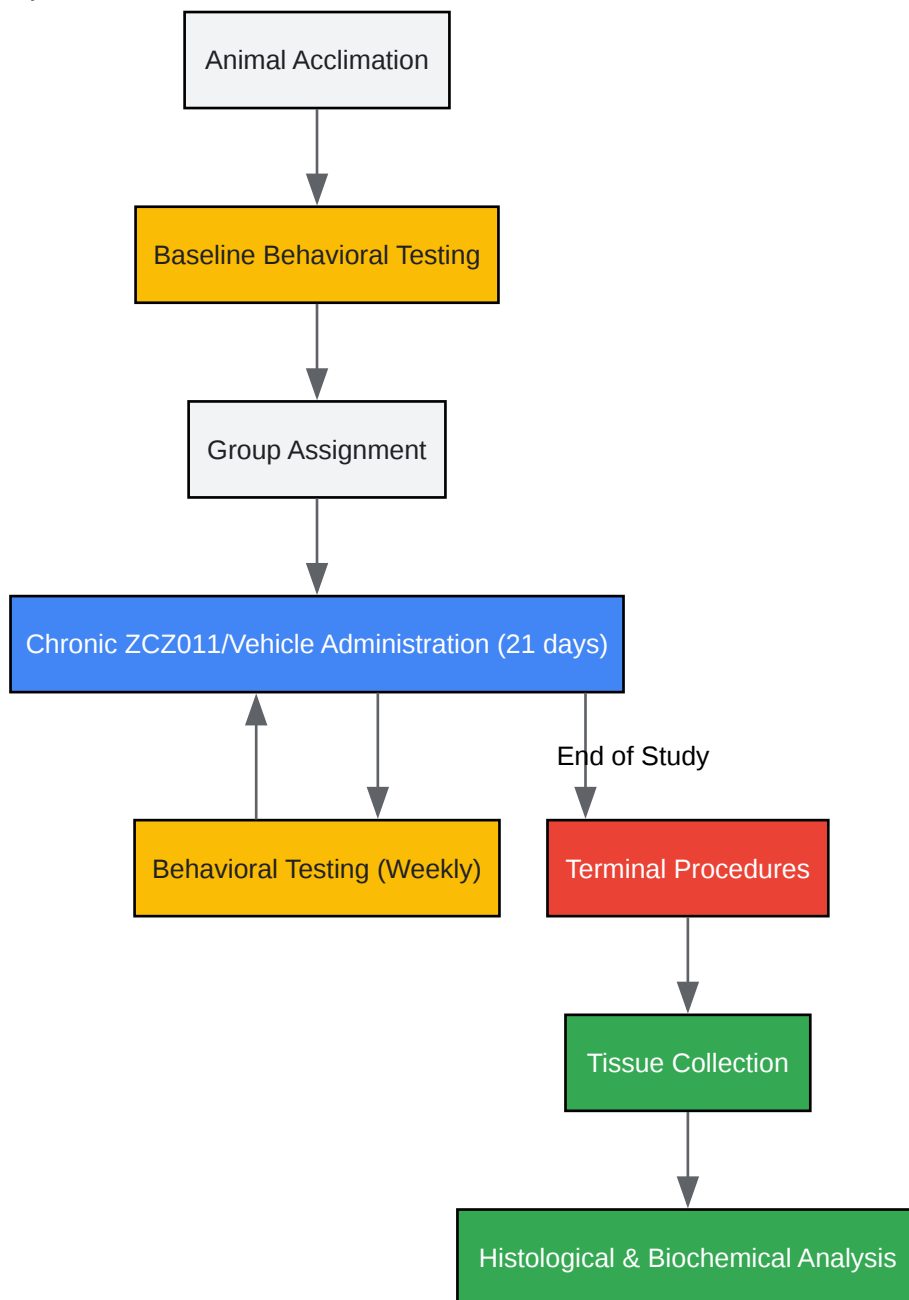 Animal Acclimation
Baseline Behavioral Testing
Group Assignment
Chronic ZCZ011/Vehicle Administration (21 days)
End of Study
Behavioral Testing (Weekly)
Terminal Procedures
Tissue Collection
Histological & Biochemical Analysis